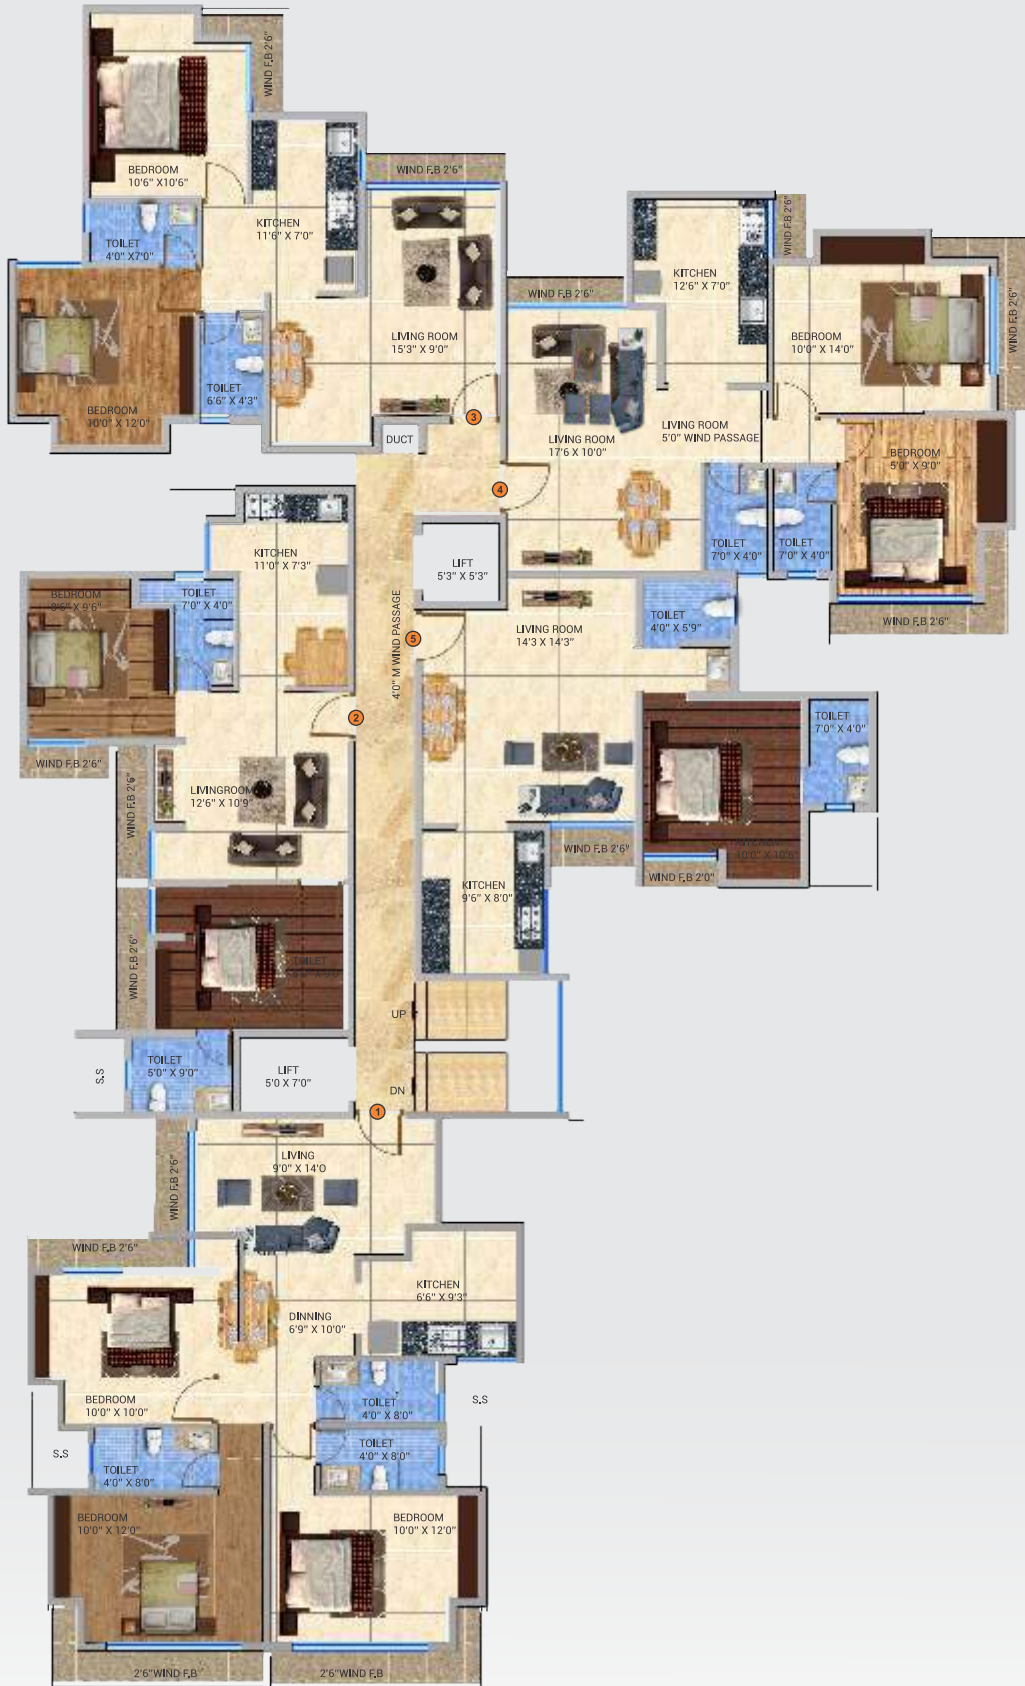 WIND F.B 2'6"
BEDROOM
10'6" X10'6"
WIND F.B 2'6"
TOILET
4'0" X7'0"
KITCHEN
11'6" X 7'0"
LIVING ROOM
15'3" X 9'0"
BEDROOM
10'0" X 12'0"
TOILET
6'6" X 4'3"
3
DUCT
WIND F.B 2'6"
KITCHEN
12'6" X 7'0"
WIND F.B 2'6"
WIND F.B 2'6"
BEDROOM
10'0" X 14'0"
LIVING ROOM
17'6 X 10'0"
LIVING ROOM
5'0" WIND PASSAGE
BEDROOM
5'0" X 9'0"
4
TOILET
7'0" X 4'0"
TOILET
7'0" X 4'0"
WIND F.B 2'6"
KITCHEN
11'0" X 7'3"
LIFT
5'3" X 5'3"
BEDROOM
TOILET
7'0" X 4'0"
4'0" M WIND PASSAGE
5
LIVING ROOM
14'3 X 14'3"
TOILET
4'0" X 5'9"
2
TOILET
7'0" X 4'0"
WIND F.B 2'6"
WIND F.B 2'6"
LIVINGROOM
12'6" X 10'9"
WIND F.B 2'6"
WIND F.B 2'0"
KITCHEN
9'6" X 8'0"
WIND F.B 2'6"
TOILET
UP
S.S
TOILET
5'0" X 9'0"
LIFT
5'0 X 7'0"
DN
1
WIND F.B 2'6"
LIVING
9'0" X 14'0
WIND F.B 2'6"
KITCHEN
6'6" X 9'3"
DINNING
6'9" X 10'0"
BEDROOM
10'0" X 10'0"
TOILET
4'0" X 8'0"
S.S
S.S
TOILET
4'0" X 8'0"
TOILET
4'0" X 8'0"
BEDROOM
10'0" X 12'0"
BEDROOM
10'0" X 12'0"
2'6"WIND F.B
2'6"WIND F.B